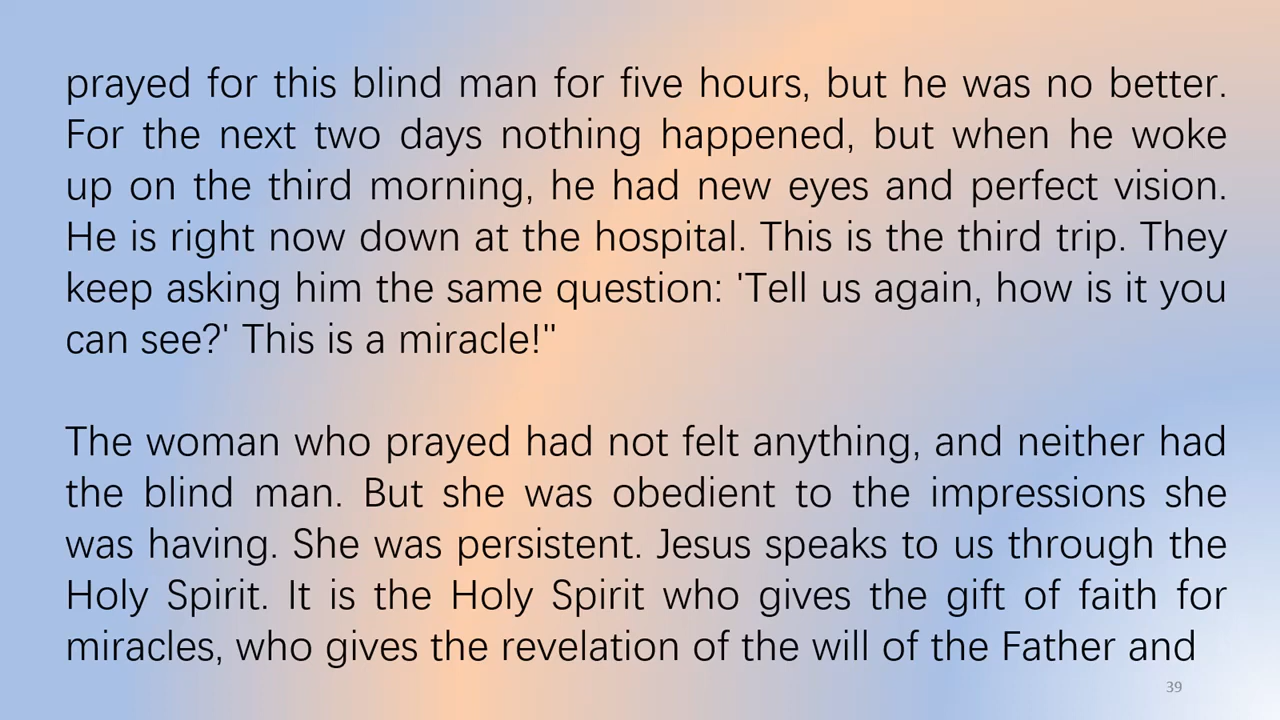 prayed for this blind man for five hours, but he was no better.
For the next two days nothing happened, but when he woke
up on the third morning, he had new eyes and perfect vision.
He is right now down at the hospital. This is the third trip. They
keep asking him the same question: 'Tell us again, how is it you
can see?' This is a miracle!"
The woman who prayed had not felt anything, and neither had
the blind man. But she was obedient to the impressions she
was having. She was persistent. Jesus speaks to us through the
Holy Spirit. It is the Holy Spirit who gives the gift of faith for
miracles, who gives the revelation of the will of the Father and
39